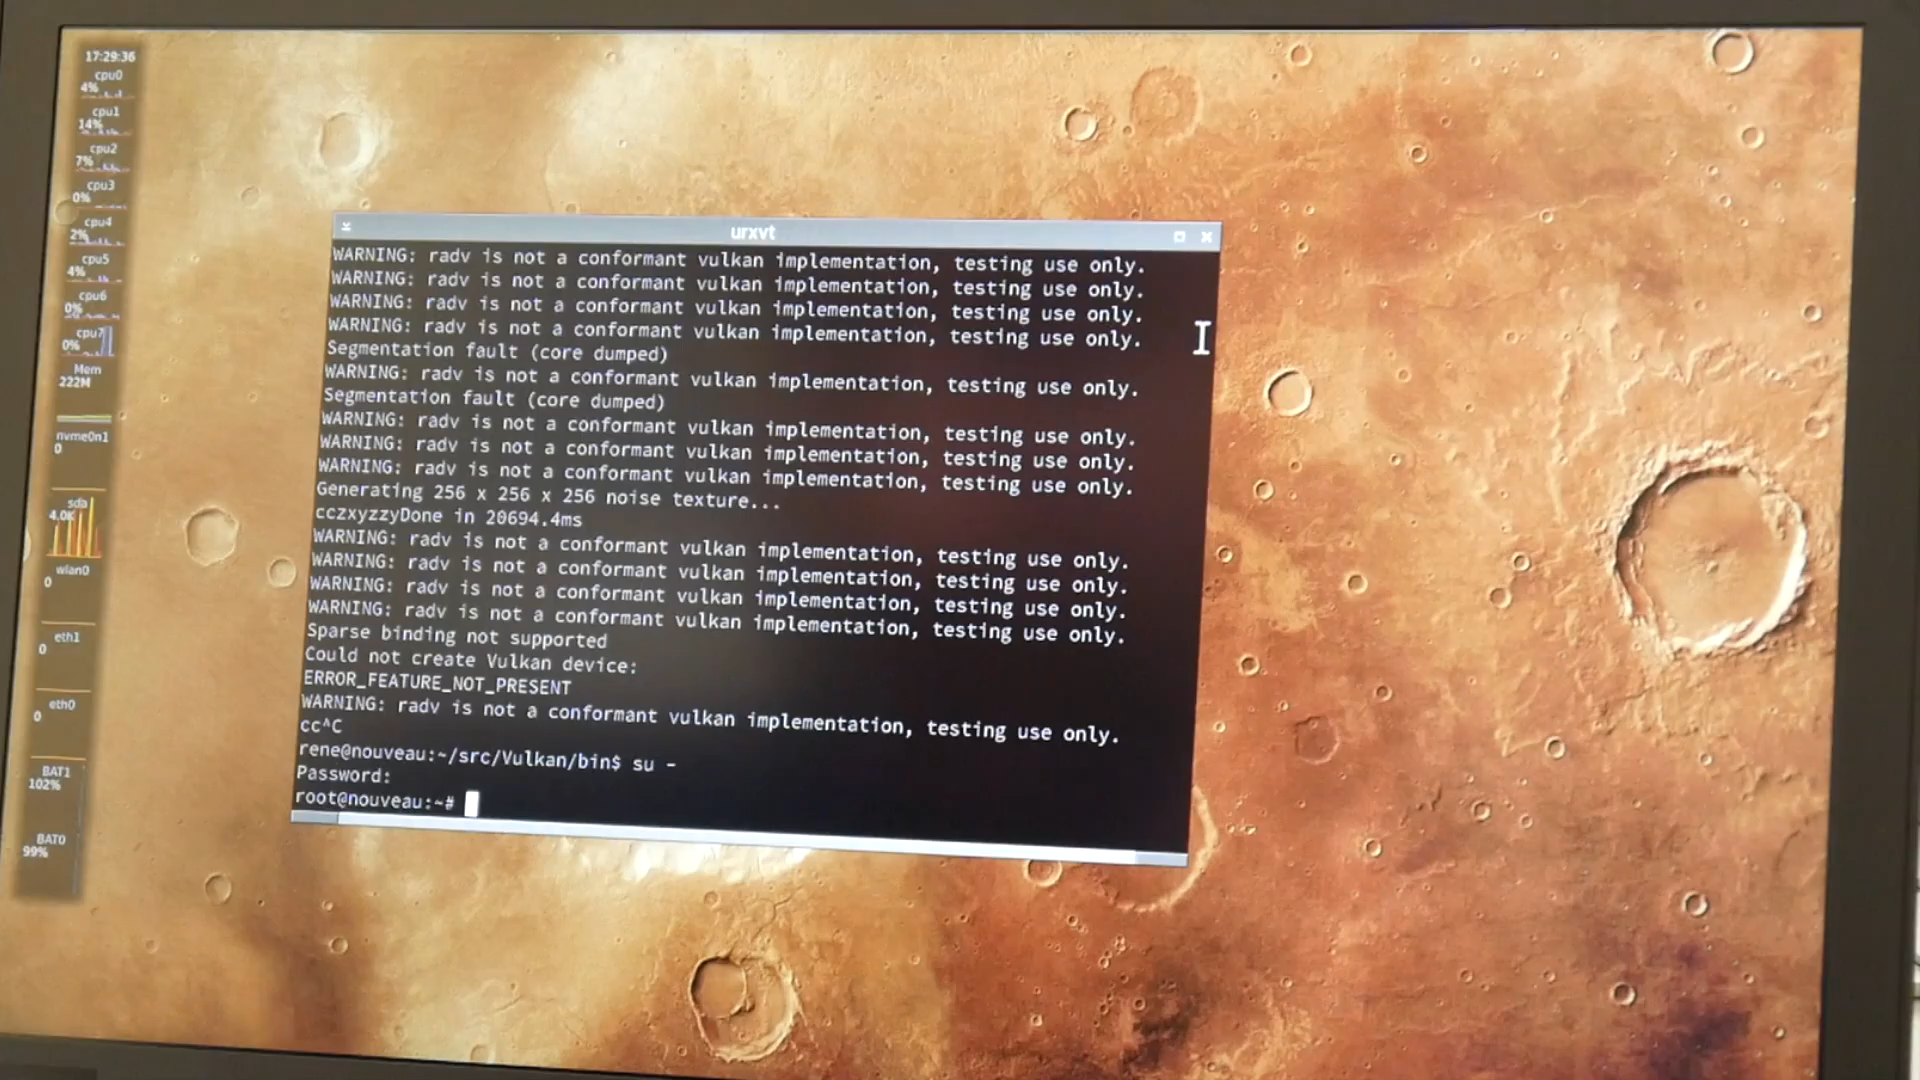 17:29:36
cpu0
4%
cpu1
14%
cpu2
7%
cpu3
0%
cpu4
2%
cpu5
4%
cpu6
0%
cpu7
0%
Mem
222M
nvme0n1
0
sda
4.0K
wlan0
0
eth1
0
eth0
0
BAT1
102%
BAT0
99%
urxvt
WARNING: radv is not a conformant vulkan implementation, testing use only.
WARNING: radv is not a conformant vulkan implementation, testing use only.
WARNING: radv is not a conformant vulkan implementation, testing use only.
WARNING: radv is not a conformant vulkan implementation, testing use only.
Segmentation fault (core dumped)
WARNING: radv is not a conformant vulkan implementation, testing use only.
Segmentation fault (core dumped)
WARNING: radv is not a conformant vulkan implementation, testing use only.
WARNING: radv is not a conformant vulkan implementation, testing use only.
WARNING: radv is not a conformant vulkan implementation, testing use only.
Generating 256 x 256 x 256 noise texture...
cczxyzzyDone in 20694.4ms
WARNING: radv is not a conformant vulkan implementation, testing use only.
WARNING: radv is not a conformant vulkan implementation, testing use only.
WARNING: radv is not a conformant vulkan implementation, testing use only.
WARNING: radv is not a conformant vulkan implementation, testing use only.
Sparse binding not supported
Could not create Vulkan device:
ERROR_FEATURE_NOT_PRESENT
WARNING: radv is not a conformant vulkan implementation, testing use only.
cc^C
rene@nouveau:~/src/Vulkan/bin$ su -
Password:
root@nouveau:~#